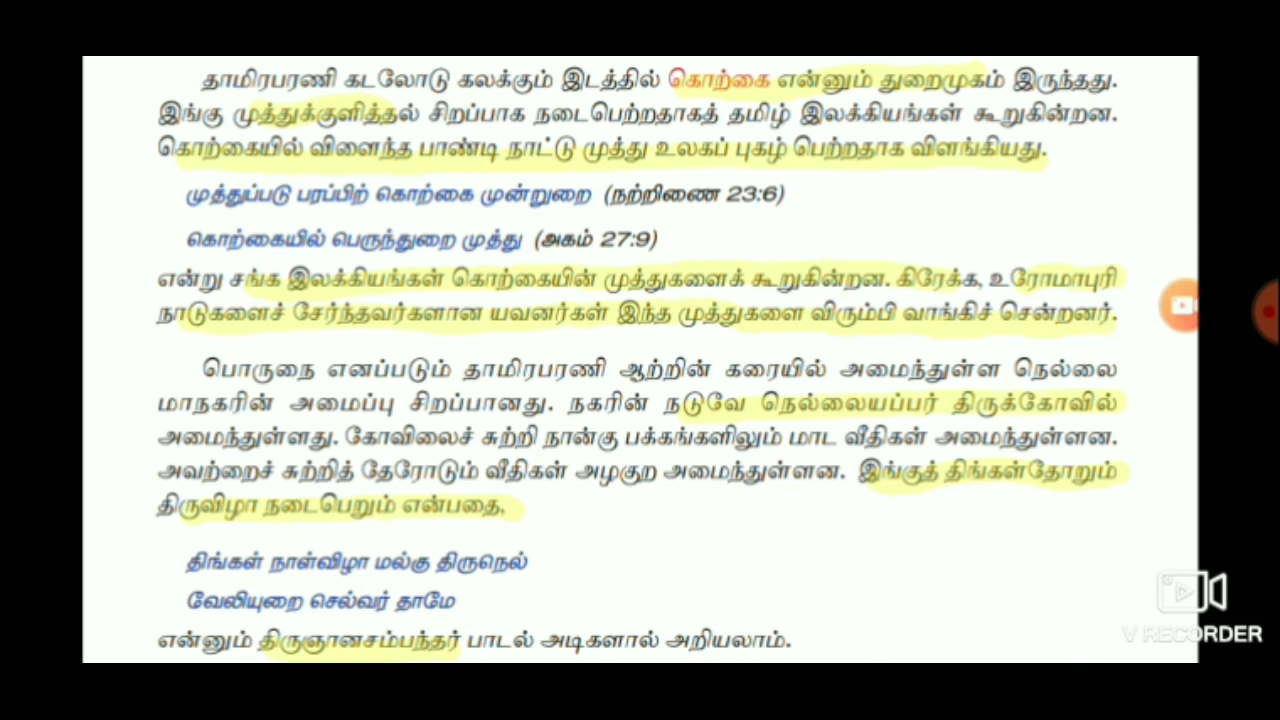 தாமிரபரணி கடலோடு கலக்கும் இடத்தில் கொற்கை என்னும் துறைமுகம் இருந்தது.
இங்கு முத்துக்குளித்தல் சிறப்பாக நடைபெற்றதாகத் தமிழ் இலக்கியங்கள் கூறுகின்றன.
கொற்கையில் விளைந்த பாண்டி நாட்டு முத்து உலகப் புகழ் பெற்றதாக விளங்கியது.
முத்துப்படு பரப்பிற் கொற்கை முன்றுறை (நற்றிணை 23:6)
கொற்கையில் பெருந்துறை முத்து (அகம் 27:9)
என்று சங்க இலக்கியங்கள் கொற்கையின் முத்துகளைக் கூறுகின்றன. கிரேக்க, உரோமாபுரி
நாடுகளைச் சேர்ந்தவர்களான யவனர்கள் இந்த முத்துகளை விரும்பி வாங்கிச் சென்றனர்.
பொருநை எனப்படும் தாமிரபரணி ஆற்றின் கரையில் அமைந்துள்ள நெல்லை
மாநகரின் அமைப்பு சிறப்பானது. நகரின் நடுவே நெல்லையப்பர் திருக்கோவில்
அமைந்துள்ளது. கோவிலைச் சுற்றி நான்கு பக்கங்களிலும் மாட வீதிகள் அமைந்துள்ளன.
அவற்றைச் சுற்றித் தேரோடும் வீதிகள் அழகுற அமைந்துள்ளன. இங்குத் திங்கள்தோறும்
திருவிழா நடைபெறும் என்பதை,
திங்கள் நாள்விழா மல்கு திருநெல்
வேலியுறை செல்வர் தாமே
என்னும் திருஞானசம்பந்தர் பாடல் அடிகளால் அறியலாம்.
V RECORDER